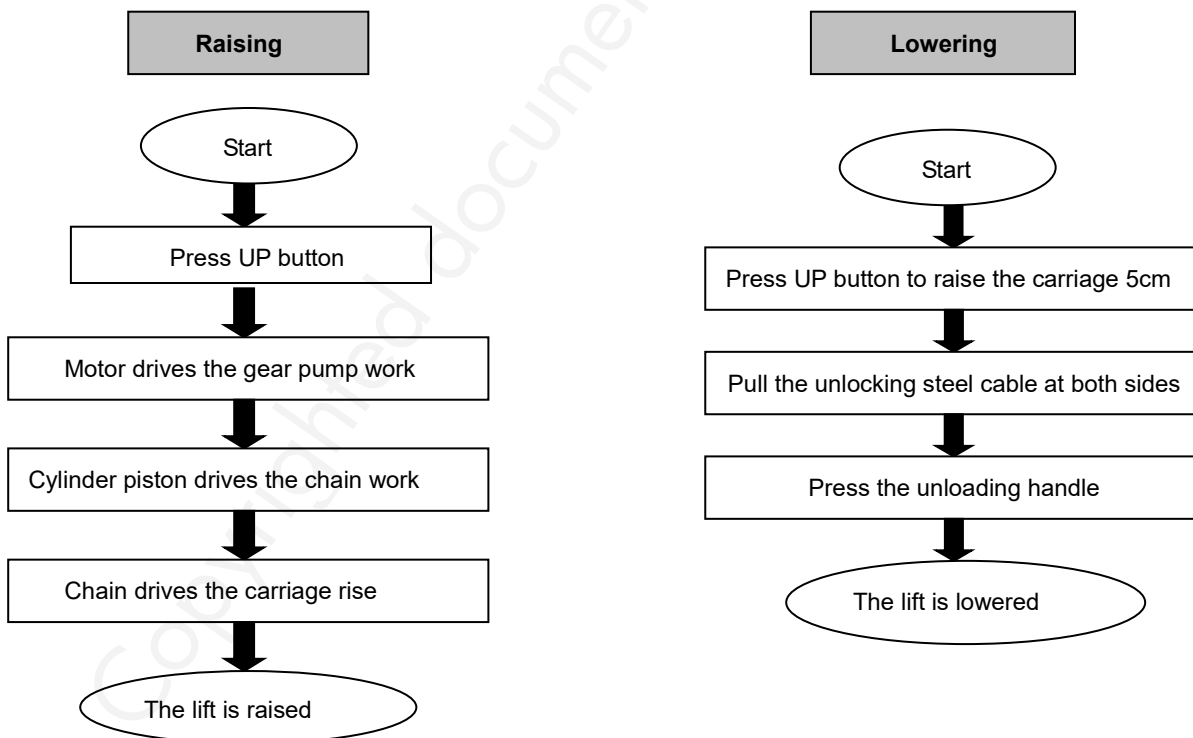 Raising
Start
Press UP button
Motor drives the gear pump work
Cylinder piston drives the chain work
Chain drives the carriage rise
The lift is raised
Lowering
Start
Press UP button to raise the carriage 5cm
Pull the unlocking steel cable at both sides
Press the unloading handle
The lift is lowered
Copyrighted docume